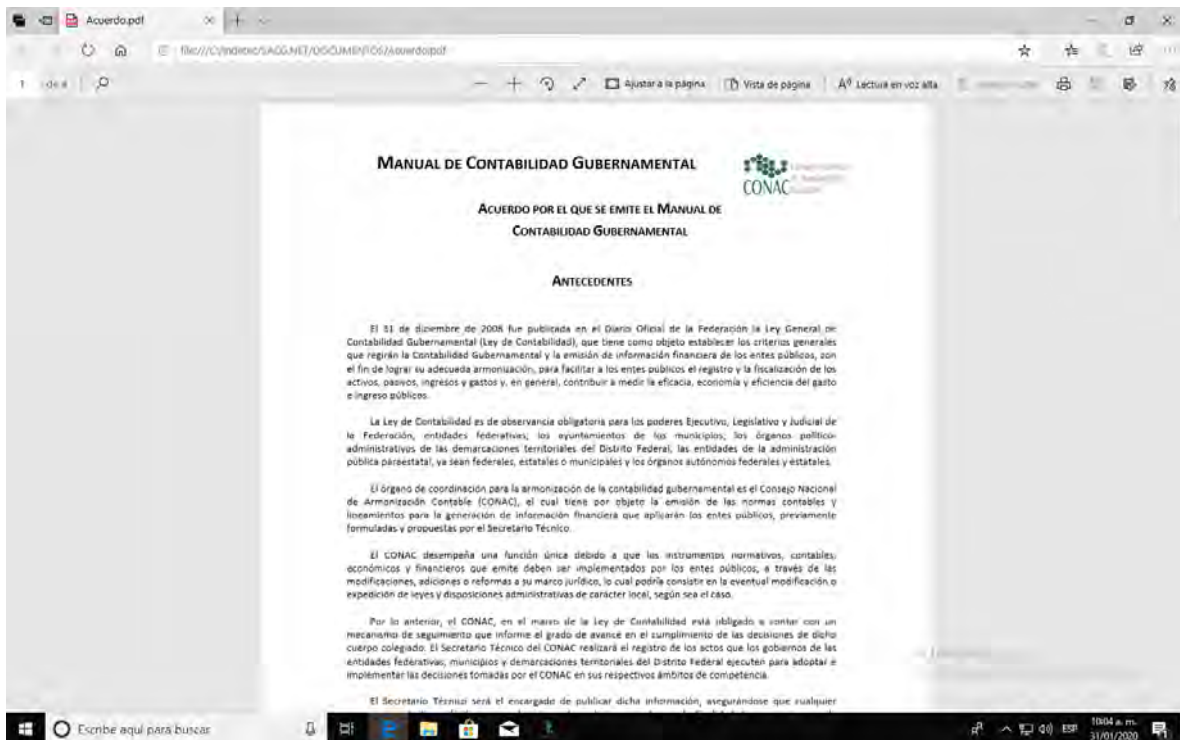 Acuerdo.pdf
Ajustar a la página
Vista de página
Lectura en voz alta
MANUAL DE CONTABILIDAD GUBERNAMENTAL
CONAC
ACUERDO POR EL QUE SE EMITE EL MANUAL DE
CONTABILIDAD GUBERNAMENTAL
ANTECEDENTES
El 31 de diciembre de 2008 fue publicada en el Diario Oficial de la Federación la Ley General de
Contabilidad Gubernamental (Ley de Contabilidad), que tiene como objeto establecer los criterios generales
que regirán la Contabilidad Gubernamental y la emisión de información financiera de los entes públicos, con
el fin de lograr su adecuada armonización, para facilitar a los entes públicos el registro y la fiscalización de los
activos, pasivos, ingresos y gastos y, en general, contribuir a medir la eficacia, economía y eficiencia del gasto
e ingreso públicos.
La Ley de Contabilidad es de observancia obligatoria para los poderes Ejecutivo, Legislativo y Judicial de
la Federación, entidades federativas; los ayuntamientos de los municipios; los órganos político-
administrativos de las demarcaciones territoriales del Distrito Federal, las entidades de la administración
pública paraestatal, ya sean federales, estatales o municipales y los órganos autónomos federales y estatales.
El órgano de coordinación para la armonización de la contabilidad gubernamental es el Consejo Nacional
de Armonización Contable (CONAC), el cual tiene por objeto la emisión de las normas contables y
lineamientos para la generación de información financiera que aplicarán los entes públicos, previamente
formuladas y propuestas por el Secretario Técnico.
El CONAC desempeña una función única debido a que los instrumentos normativos, contables,
económicos y financieros que emite deben ser implementados por los entes públicos, a través de las
modificaciones, adiciones o reformas a su marco jurídico, lo cual podría consistir en la eventual modificación o
expedición de leyes y disposiciones administrativas de carácter local, según sea el caso.
Por lo anterior, el CONAC, en el marco de la Ley de Contabilidad está obligado a contar con un
mecanismo de seguimiento que informe el grado de avance en el cumplimiento de las decisiones de dicho
cuerpo colegiado. El Secretario Técnico del CONAC realizará el registro de los actos que los gobiernos de las
entidades federativas, municipios y demarcaciones territoriales del Distrito Federal ejecuten para adoptar e
implementar las decisiones tomadas por el CONAC en sus respectivos ámbitos de competencia.
El Secretario Técnico será el encargado de publicar dicha información, asegurándose que cualquier
Escribe aquí para buscar
ESP
10:04 a. m.
31/01/2020